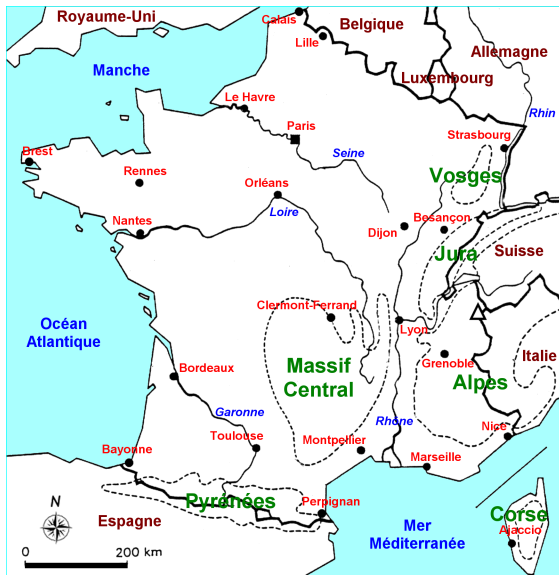 Royaume-Uni
Calais
Belgique
Lille
Allemagne
Manche
Luxembourg
Le Havre
Rhin
Paris
Strasbourg
Brest
Seine
Rennes
Vosges
Orléans
Loire
Nantes
Dijon
Besançon
Jura
Suisse
Clermont-Ferrand
Océan
Atlantique
Lyon
Massif
Central
Grenoble
Italie
Bordeaux
Alpes
Garonne
Rhône
Toulouse
Montpellier
Nice
Bayonne
Marseille
Pyrénées
Perpignan
N
Espagne
Corse
Ajaccio
Mer
Méditerranée
0
200 km